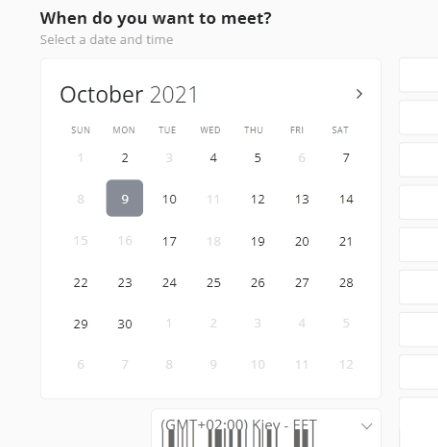 When do you want to meet?
Select a date and time
October 2021
SUN MON TUE WED THU FRI SAT
1 2 3 4 5 6 7
8 9 10 11 12 13 14
15 16 17 18 19 20 21
22 23 24 25 26 27 28
29 30 1 2 3 4 5
6 7 8 9 10 11 12
(GMT+02:00) Kiev - EET